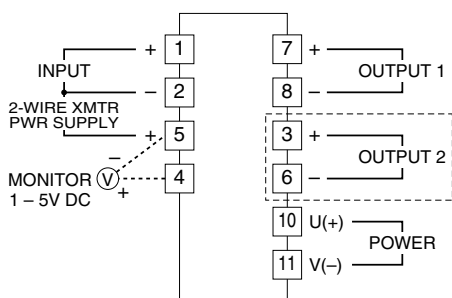 + 1
INPUT
− 2
2-WIRE XMTR
PWR SUPPLY
+ 5
−
MONITOR V
+ 4
1 – 5V DC
7 +
OUTPUT 1
8 −
3 +
OUTPUT 2
6 −
10 U(+)
POWER
11 V(–)